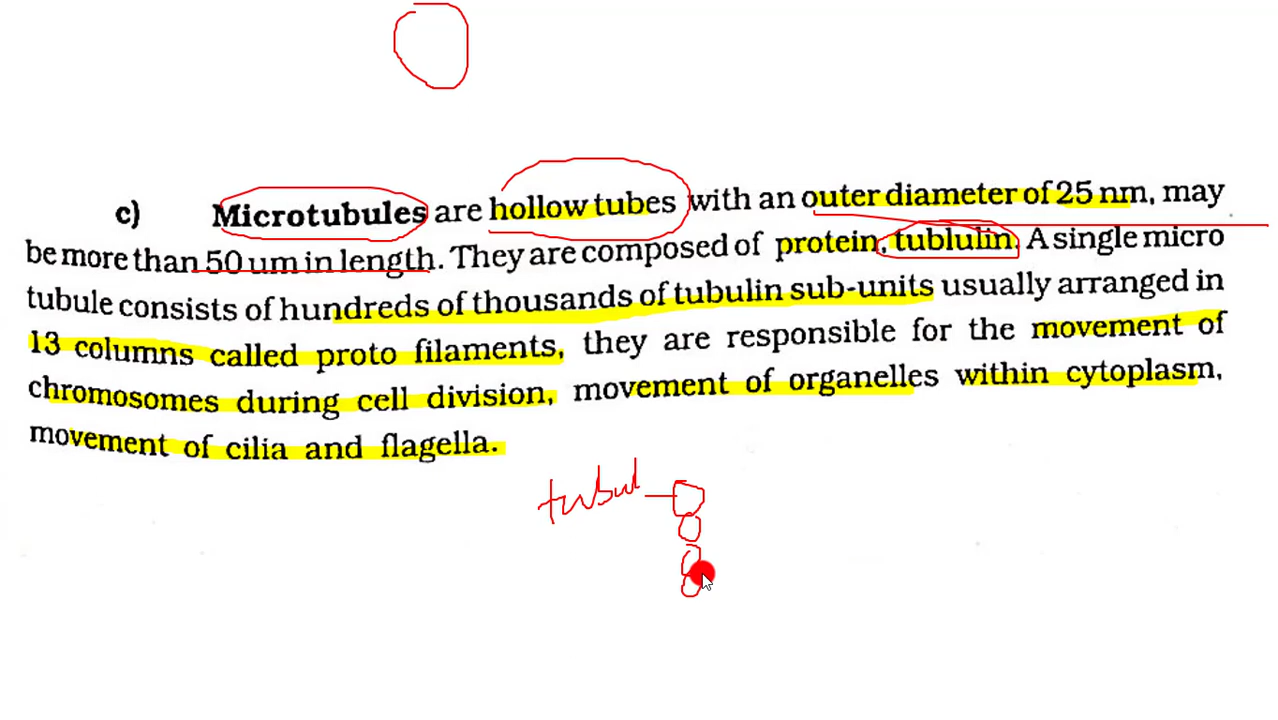 c) Microtubules are hollow tubes with an outer diameter of 25 nm, may
be more than 50 um in length. They are composed of protein, tublulin. A single micro
tubule consists of hundreds of thousands of tubulin sub-units usually arranged in
13 columns called proto filaments, they are responsible for the movement of
chromosomes during cell division, movement of organelles within cytoplasm,
movement of cilia and flagella.
tubul